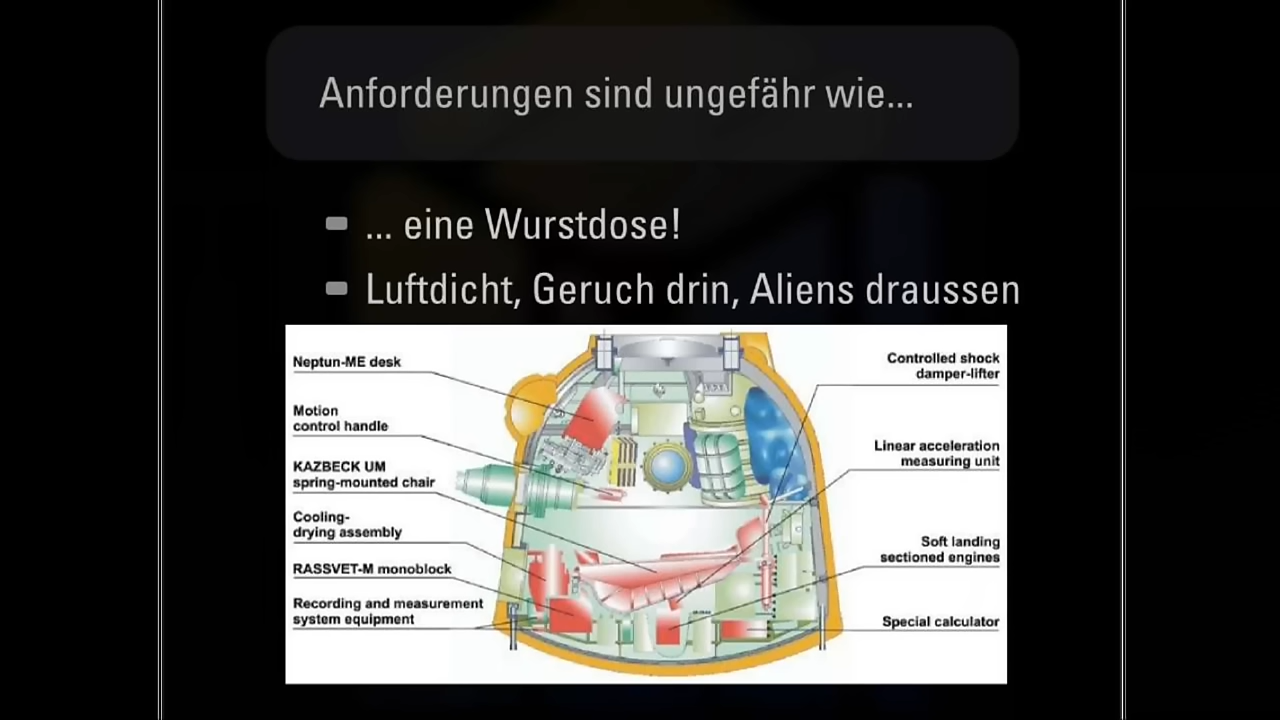 Anforderungen sind ungefähr wie...
... eine Wurstdose!
Luftdicht, Geruch drin, Aliens draussen
Neptun-ME desk
Motion
control handle
KAZBECK UM
spring-mounted chair
Cooling-
drying assembly
RASSVET-M monoblock
Recording and measurement
system equipment
Controlled shock
damper-lifter
Linear acceleration
measuring unit
Soft landing
sectioned engines
Special calculator